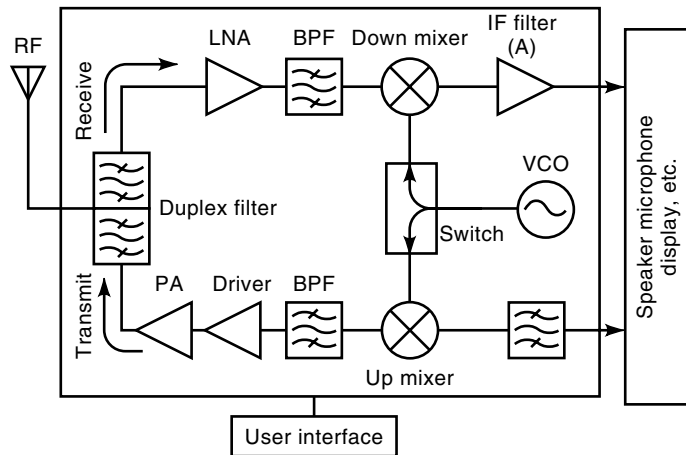 RF
Receive
LNA
BPF
Down mixer
IF filter
(A)
Duplex filter
VCO
Switch
Speaker microphone
display, etc.
Transmit
PA
Driver
BPF
Up mixer
User interface